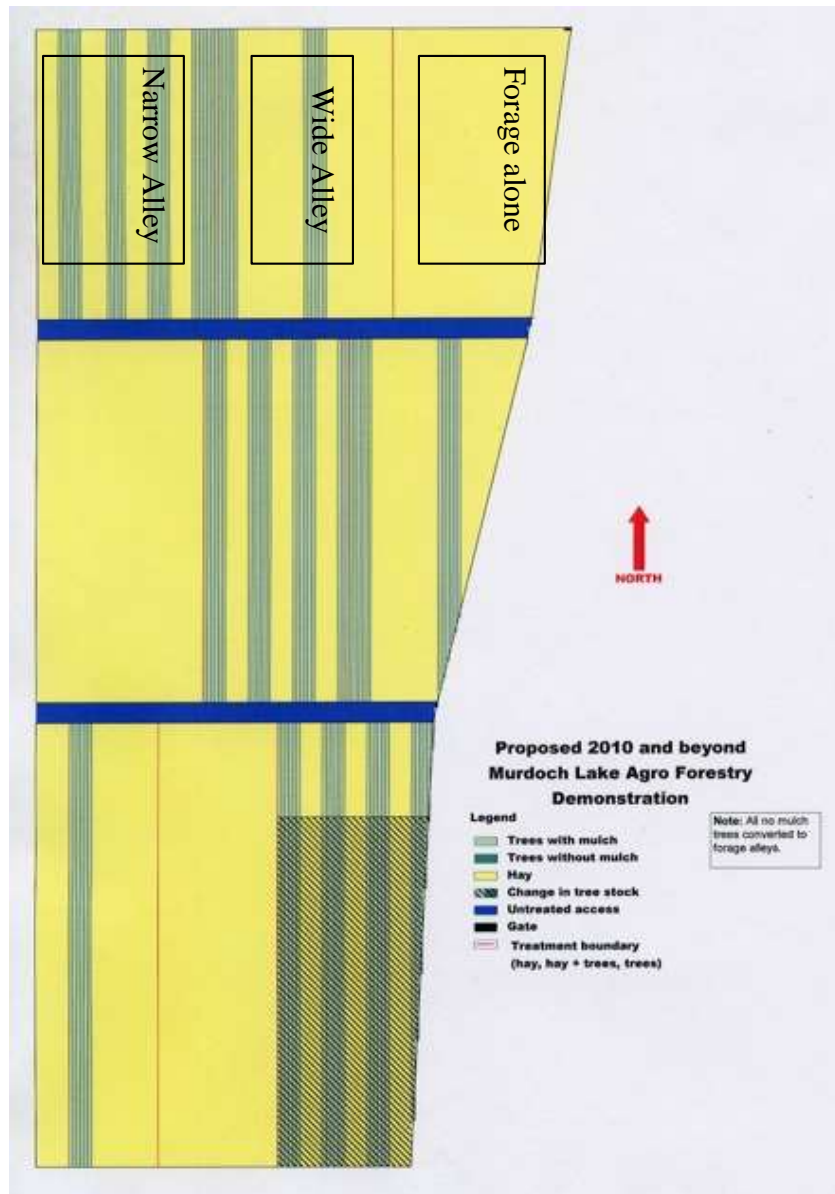 Narrow Alley
Wide Alley
Forage alone
NORTH
Proposed 2010 and beyond
Murdoch Lake Agro Forestry
Demonstration
Legend
Trees with mulch
Trees without mulch
Hay
Change in tree stock
Untreated access
Gate
Treatment boundary
(hay, hay + trees, trees)
Note: All no mulch
trees converted to
forage alleys.